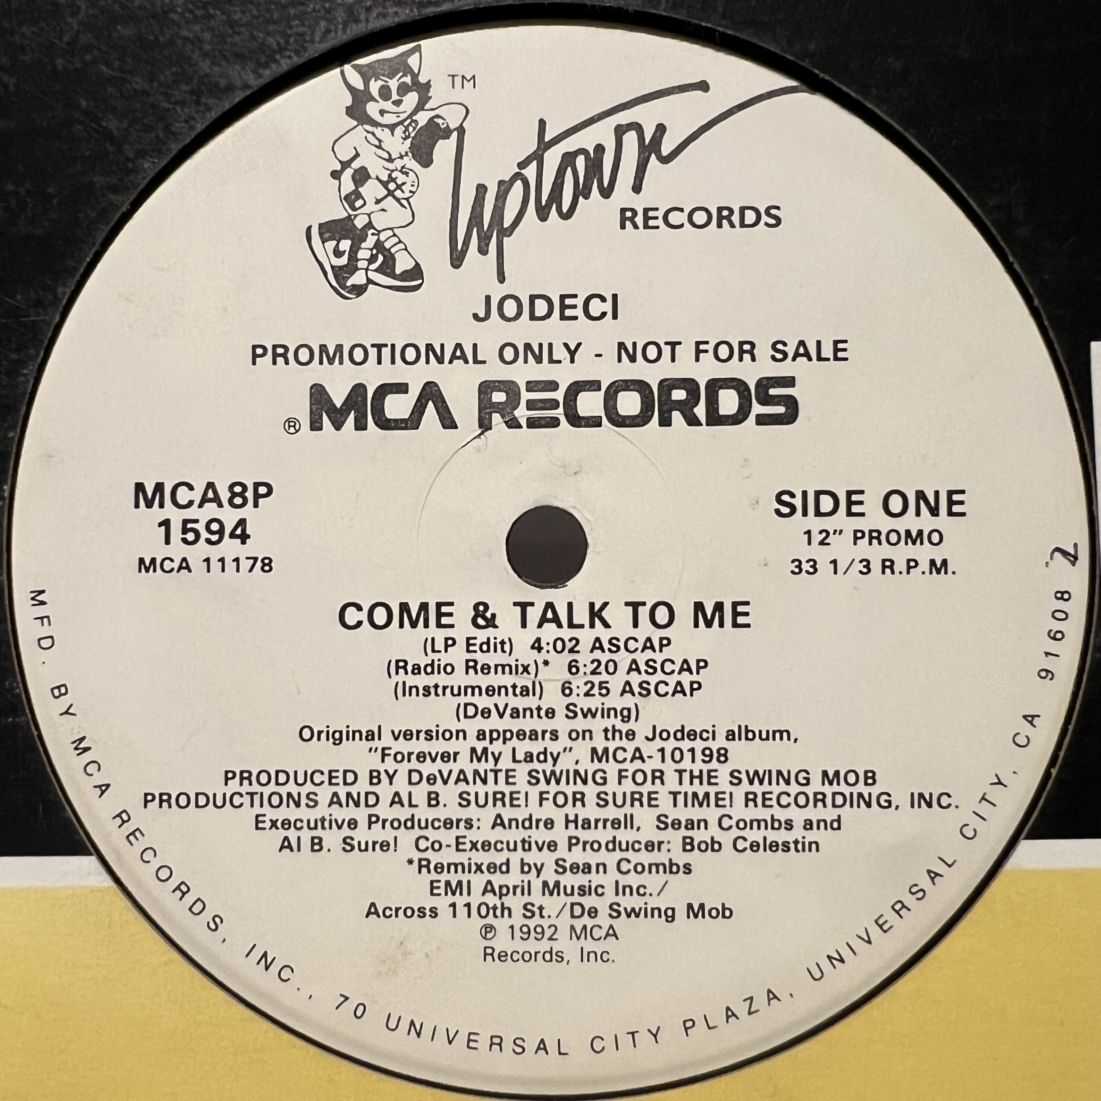 TM
Uptown
RECORDS
JODECI
PROMOTIONAL ONLY - NOT FOR SALE
® MCA RECORDS
MCA8P
1594
MCA 11178
SIDE ONE
12" PROMO
33 1/3 R.P.M.
2
COME & TALK TO ME
(LP Edit) 4:02 ASCAP
(Radio Remix)* 6:20 ASCAP
(Instrumental) 6:25 ASCAP
(DeVante Swing)
Original version appears on the Jodeci album,
"Forever My Lady", MCA-10198
PRODUCED BY DeVANTE SWING FOR THE SWING MOB
PRODUCTIONS AND AL B. SURE! FOR SURE TIME! RECORDING, INC.
Executive Producers: Andre Harrell, Sean Combs and
Al B. Sure! Co-Executive Producer: Bob Celestin
*Remixed by Sean Combs
EMI April Music Inc./
Across 110th St./De Swing Mob
℗ 1992 MCA
Records, Inc.
MFD. BY MCA RECORDS, INC., 70 UNIVERSAL CITY PLAZA, UNIVERSAL CITY, CA 91608